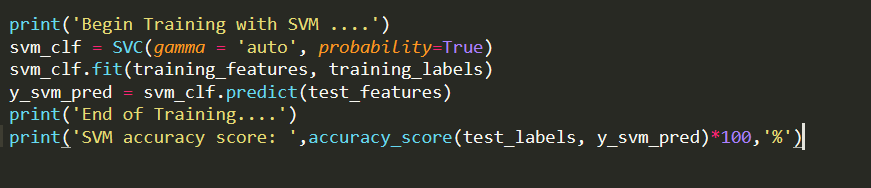 print('Begin Training with SVM ....')
svm_clf = SVC(gamma = 'auto', probability=True)
svm_clf.fit(training_features, training_labels)
y_svm_pred = svm_clf.predict(test_features)
print('End of Training....')
print('SVM accuracy score: ',accuracy_score(test_labels, y_svm_pred)*100,'%')